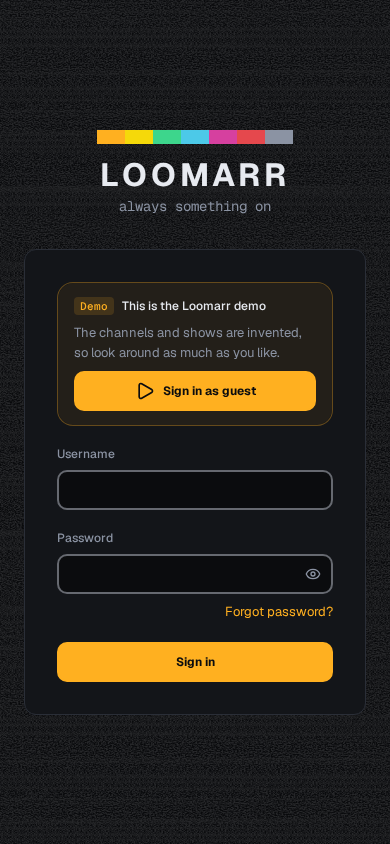 LOOMARR
always something on
Demo This is the Loomarr demo
The channels and shows are invented,
so look around as much as you like.
Sign in as guest
Username
Password
Forgot password?
Sign in